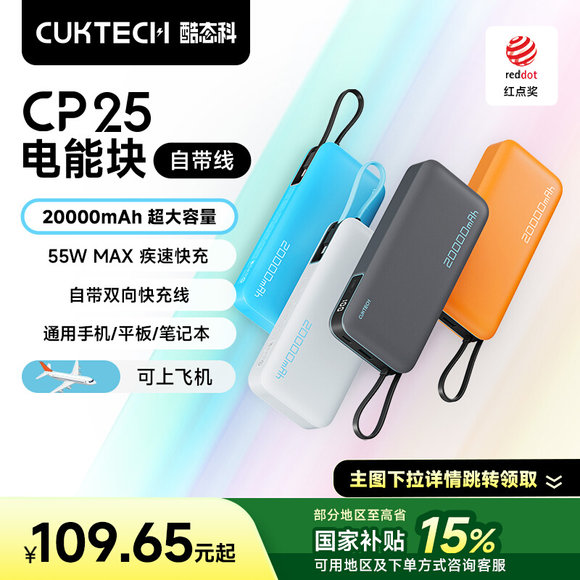 CUKTECH 酷态科
reddot
红点奖
CP25
电能块 自带线
20000mAh 超大容量
55W MAX 疾速快充
自带双向快充线
通用手机/平板/笔记本
可上飞机
20000mAh
20000mAh
20000mAh
20000mAh
CUKTECH
主图下拉详情跳转领取
¥109.65元起
部分地区至高省
国家补贴 15%
可用地区及下单方式咨询客服